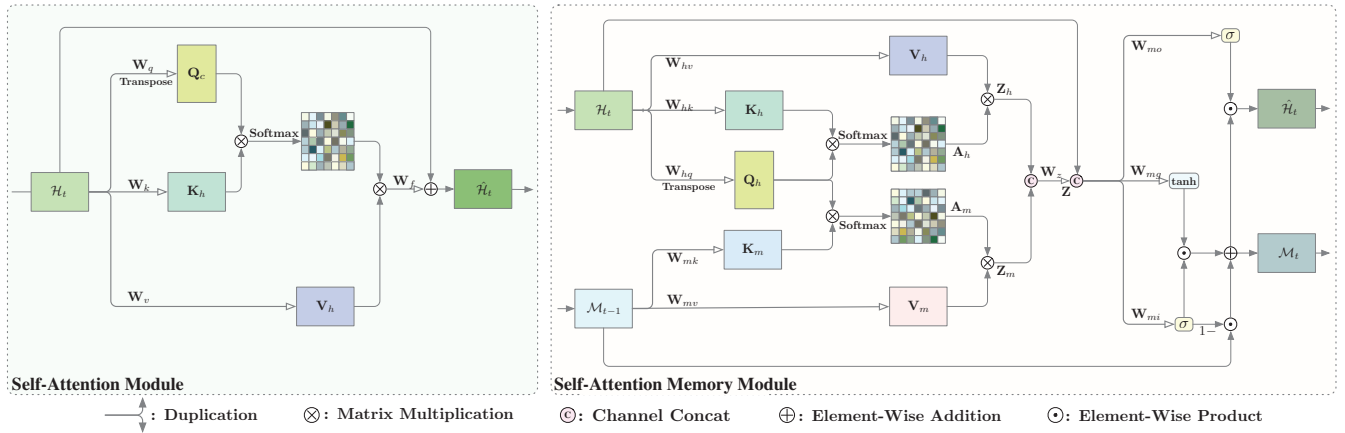 W_q
Transpose
Q_c
Softmax
H_t
W_k
K_h
W_f
Ĥ_t
W_v
V_h
Self-Attention Module
W_hv
V_h
Z_h
H_t
W_hk
K_h
Softmax
A_h
W_hq
Transpose
Q_h
A_m
Softmax
W_mk
K_m
Z_m
M_{t−1}
W_mv
V_m
C
W_z
Z
C
W_mo
σ
Ĥ_t
W_mg
tanh
M_t
W_mi
σ
1−
Self-Attention Memory Module
: Duplication
: Matrix Multiplication
C : Channel Concat
: Element-Wise Addition
: Element-Wise Product